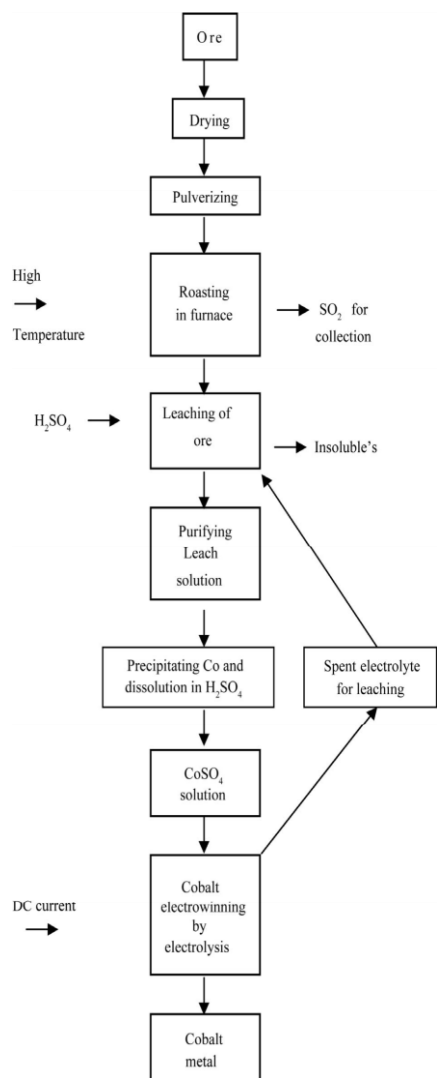 Ore
Drying
Pulverizing
High
Temperature
Roasting
in furnace
SO₂ for
collection
H₂SO₄
Leaching of
ore
Insoluble's
Purifying
Leach
solution
Precipitating Co and
dissolution in H₂SO₄
Spent electrolyte
for leaching
CoSO₄
solution
DC current
Cobalt
electrowinning
by
electrolysis
Cobalt
metal